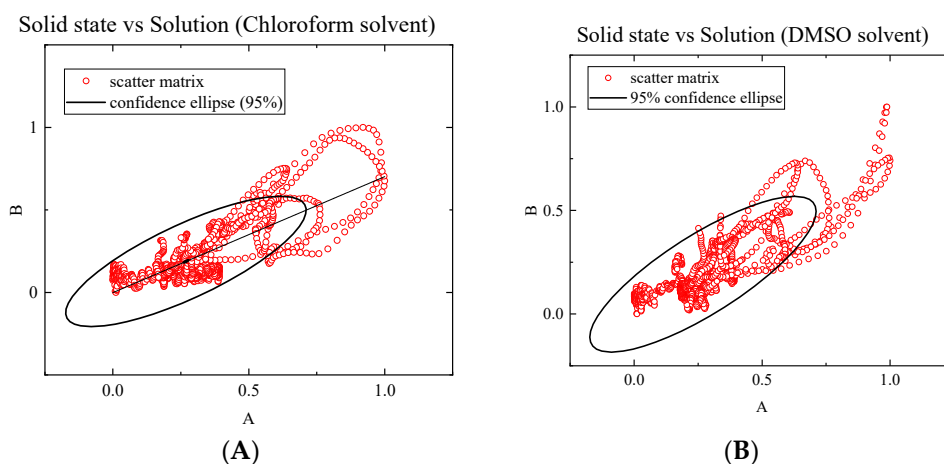 Solid state vs Solution (Chloroform solvent)
scatter matrix
confidence ellipse (95%)
1
B
0
0.0 0.5 1.0
A
(A)
Solid state vs Solution (DMSO solvent)
scatter matrix
95% confidence ellipse
1.0
B
0.5
0.0
0.0 0.5 1.0
A
(B)